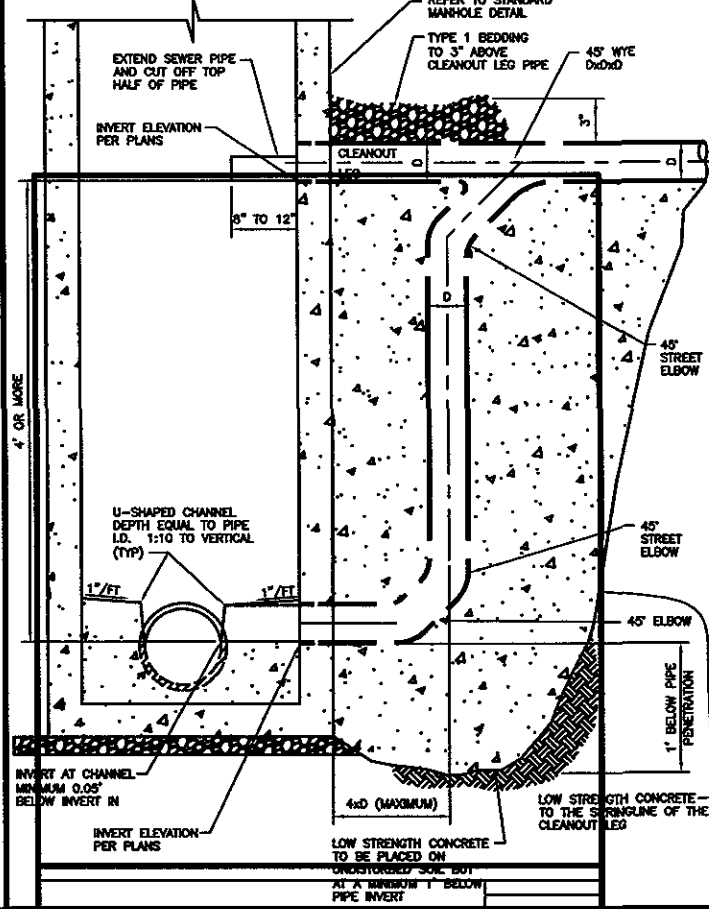 REFER TO STANDARD
MANHOLE DETAIL
TYPE 1 BEDDING
TO 3" ABOVE
CLEANOUT LEG PIPE
45° WYE
DxDxD
EXTEND SEWER PIPE
AND CUT OFF TOP
HALF OF PIPE
INVERT ELEVATION
PER PLANS
3"
CLEANOUT
LEG
D
D
8" TO 12"
D
45°
STREET
ELBOW
4' OR MORE
U-SHAPED CHANNEL
DEPTH EQUAL TO PIPE
I.D. 1:10 TO VERTICAL
(TYP)
45°
STREET
ELBOW
1"/FT
1"/FT
45° ELBOW
1' BELOW PIPE
PENETRATION
INVERT AT CHANNEL
MINIMUM 0.05'
BELOW INVERT IN
4xD (MAXIMUM)
LOW STRENGTH CONCRETE
TO THE SPRINGLINE OF THE
CLEANOUT LEG
INVERT ELEVATION
PER PLANS
LOW STRENGTH CONCRETE
TO BE PLACED ON
UNDISTURBED SOIL BUT
AT A MINIMUM 1' BELOW
PIPE INVERT